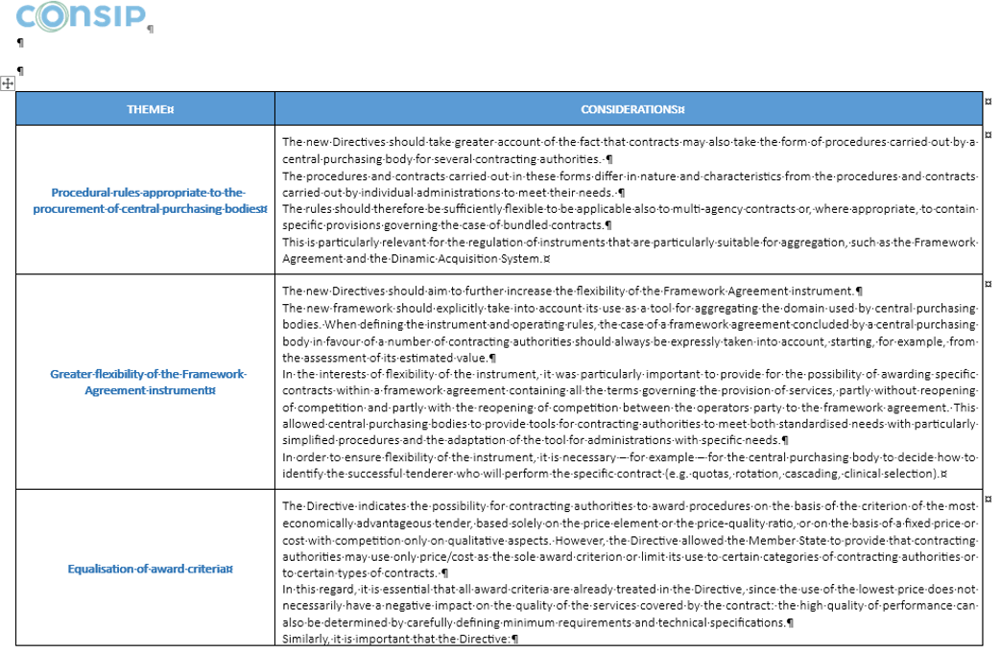 consip
THEME
CONSIDERATIONS
Procedural rules appropriate to the
procurement of central purchasing bodies
The new Directives should take greater account of the fact that contracts may also take the form of procedures carried out by a
central purchasing body for several contracting authorities.
The procedures and contracts carried out in these forms differ in nature and characteristics from the procedures and contracts
carried out by individual administrations to meet their needs.
The rules should therefore be sufficiently flexible to be applicable also to multi-agency contracts or, where appropriate, to contain
specific provisions governing the case of bundled contracts.
This is particularly relevant for the regulation of instruments that are particularly suitable for aggregation, such as the Framework
Agreement and the Dinamic Acquisition System.
Greater flexibility of the Framework
Agreement instrument
The new Directives should aim to further increase the flexibility of the Framework Agreement instrument.
The new framework should explicitly take into account its use as a tool for aggregating the domain used by central purchasing
bodies. When defining the instrument and operating rules, the case of a framework agreement concluded by a central purchasing
body in favour of a number of contracting authorities should always be expressly taken into account, starting, for example, from
the assessment of its estimated value.
In the interests of flexibility of the instrument, it was particularly important to provide for the possibility of awarding specific
contracts within a framework agreement containing all the terms governing the provision of services, partly without reopening
of competition and partly with the reopening of competition between the operators party to the framework agreement. This
allowed central purchasing bodies to provide tools for contracting authorities to meet both standardised needs with particularly
simplified procedures and the adaptation of the tool for administrations with specific needs.
In order to ensure flexibility of the instrument, it is necessary — for example — for the central purchasing body to decide how to
identify the successful tenderer who will perform the specific contract (e.g. quotas, rotation, cascading, clinical selection).
Equalisation of award criteria
The Directive indicates the possibility for contracting authorities to award procedures on the basis of the criterion of the most
economically advantageous tender, based solely on the price element or the price-quality ratio, or on the basis of a fixed price or
cost with competition only on qualitative aspects. However, the Directive allowed the Member State to provide that contracting
authorities may use only price/cost as the sole award criterion or limit its use to certain categories of contracting authorities or
to certain types of contracts.
In this regard, it is essential that all award criteria are already treated in the Directive, since the use of the lowest price does not
necessarily have a negative impact on the quality of the services covered by the contract: the high quality of performance can
also be determined by carefully defining minimum requirements and technical specifications.
Similarly, it is important that the Directive: